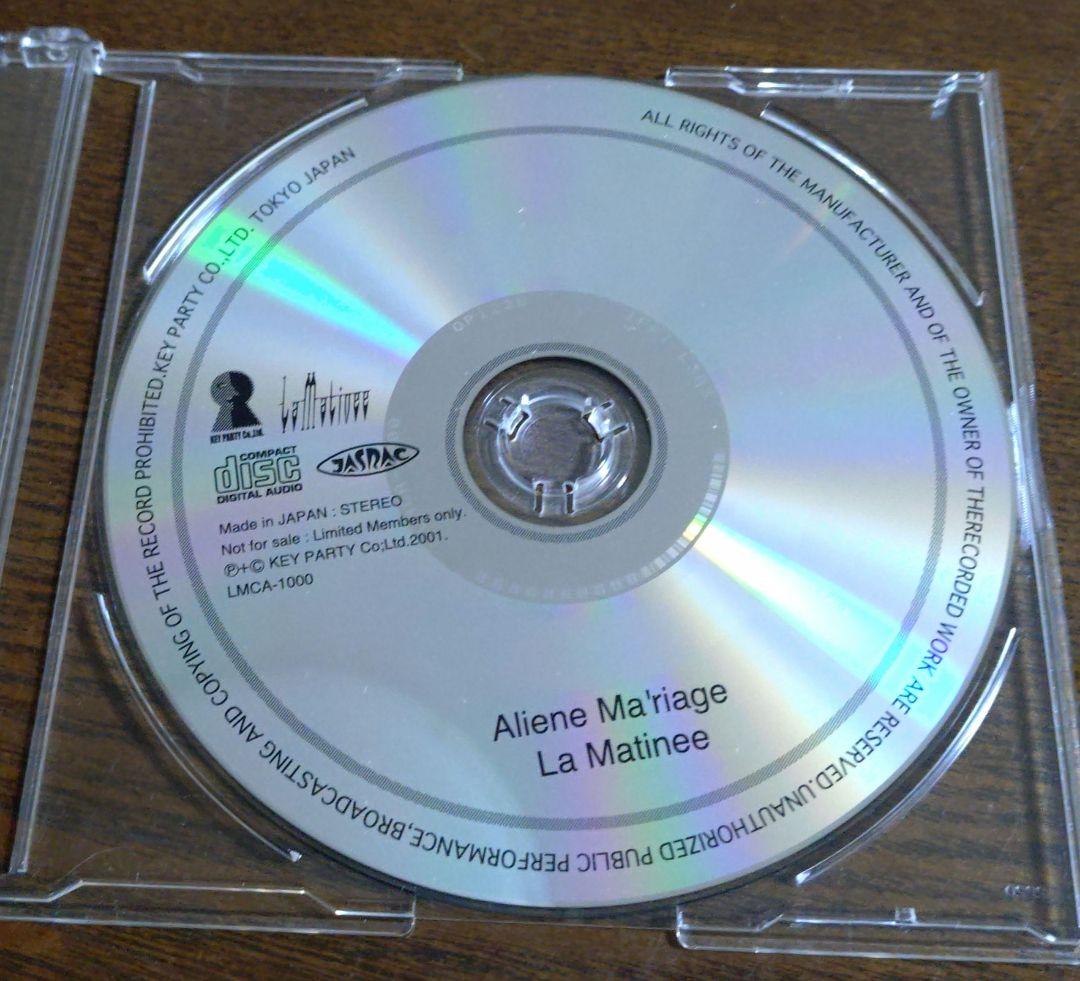 ALL RIGHTS OF THE MANUFACTURER AND OF THE OWNER OF THERECORDED WORK ARE RESERVED.UNAUTHORIZED PUBLIC PERFORMANCE,BROADCASTING AND COPYING OF THE RECORD PROHIBITED.KEY PARTY CO.,LTD. TOKYO JAPAN
KEY PARTY Co.,Ltd.
La Matinee
COMPACT
disc
DIGITAL AUDIO
JASRAC
Made in JAPAN : STEREO
Not for sale : Limited Members only.
Ⓟ+© KEY PARTY Co;Ltd.2001.
LMCA-1000
Aliene Ma'riage
La Matinee